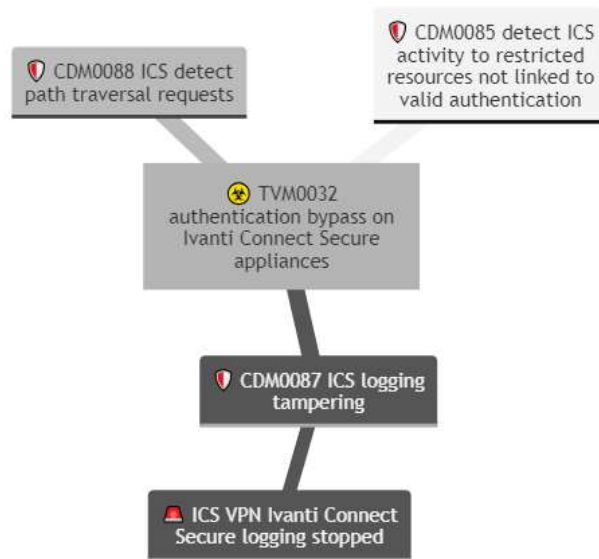 CDM0088 ICS detect
path traversal requests
CDM0085 detect ICS
activity to restricted
resources not linked to
valid authentication
TVM0032
authentication bypass on
Ivanti Connect Secure
appliances
CDM0087 ICS logging
tampering
ICS VPN Ivanti Connect
Secure logging stopped